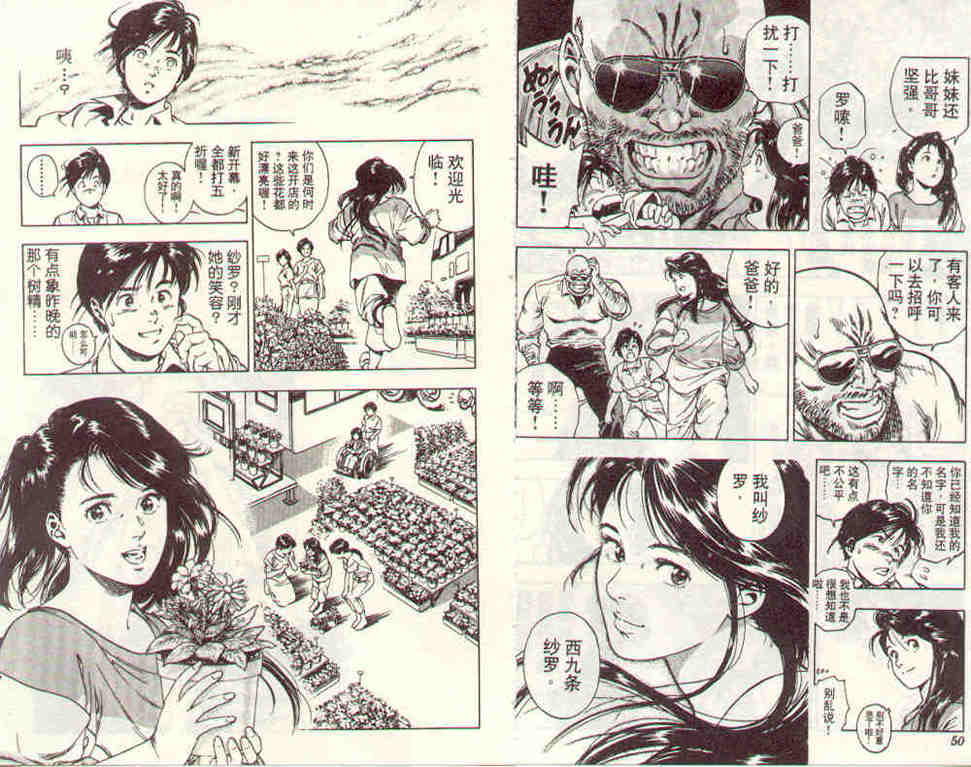 妹妹还
比哥哥
坚强。
罗嗦！
打……打
扰一下！
爸爸！
哇！
有客人来
了，你可
以去招呼
一下吗？
好的，
爸爸！
啊……
等等！
你已经知道我的
名字，可是我还
不知道你
的名
字…
这有点
不公平
吧…
我也不是
很想知道
啦……
别乱说！
我叫纱
罗。
西九条
纱罗。
50
咦…？
欢迎光
临！
你们是何时
来这开店的
？这些花都
好漂亮喔！
新开幕，
全都打五
折喔！
真的啊！
太好了！
………
纱罗？刚才
她的笑容？
有点象昨晚的
那个树精……